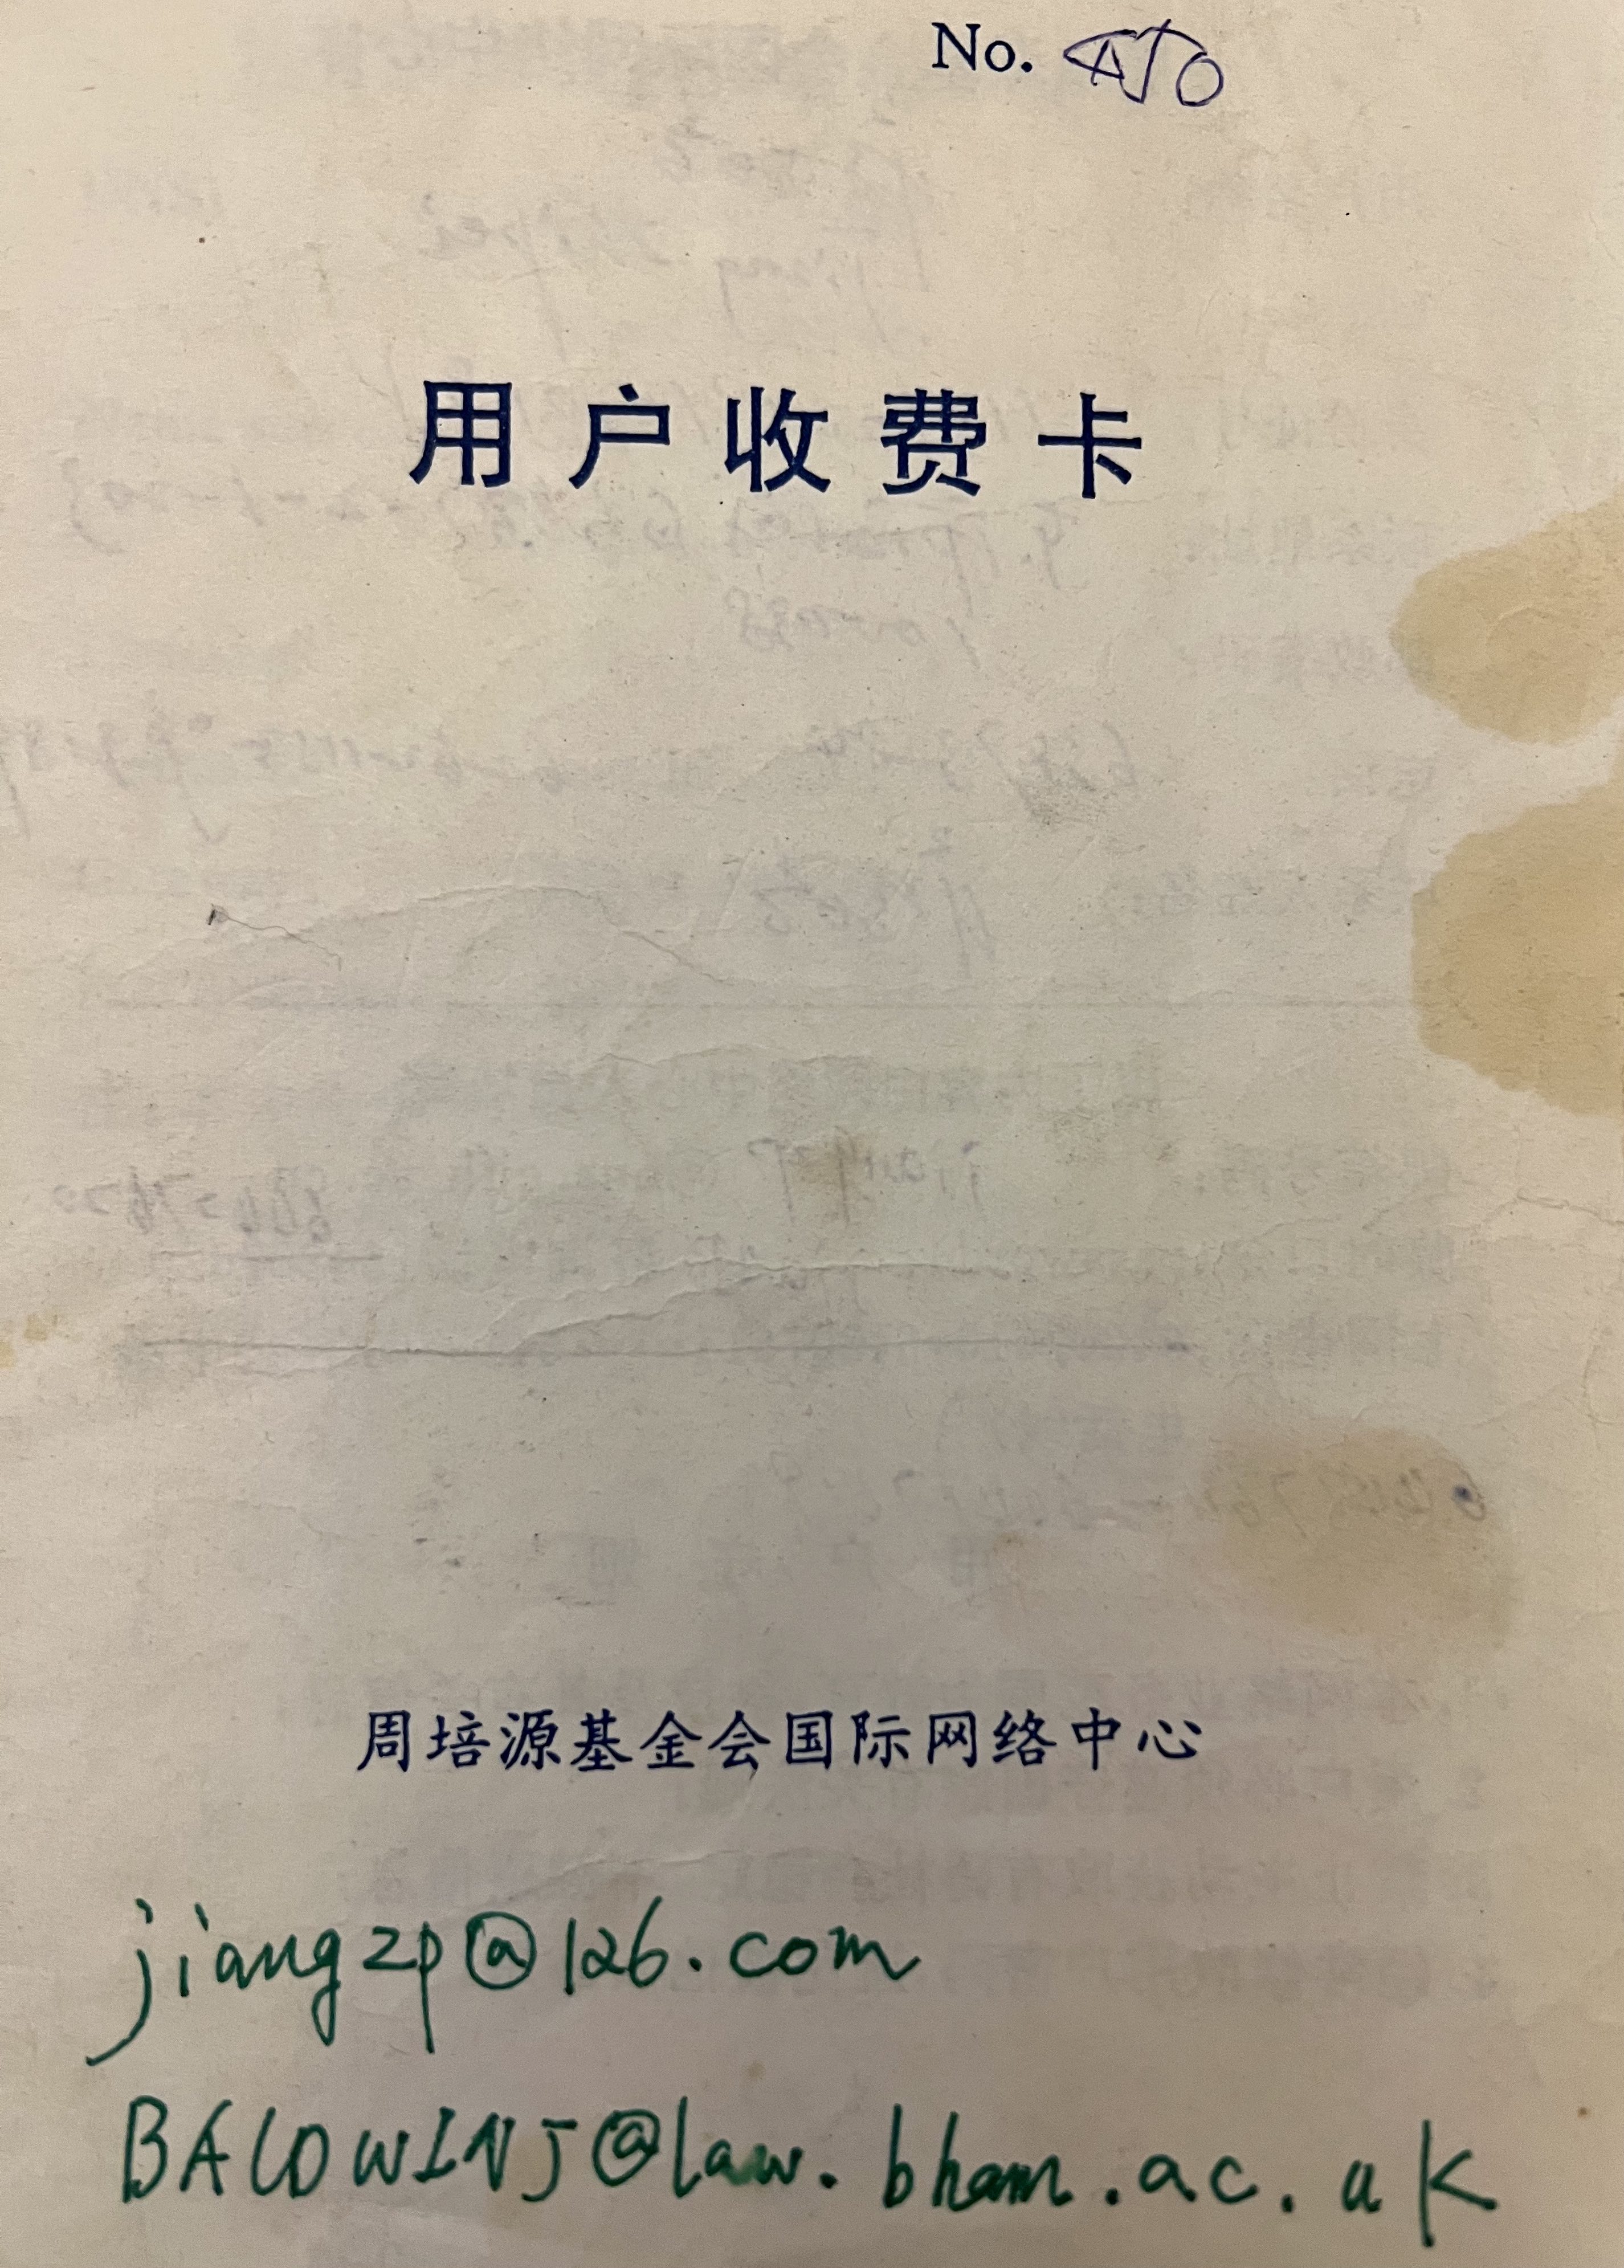 No.
用户收费卡
周培源基金会国际网络中心
jiangzp@126.com
BALDWINJ@law.bham.ac.uk